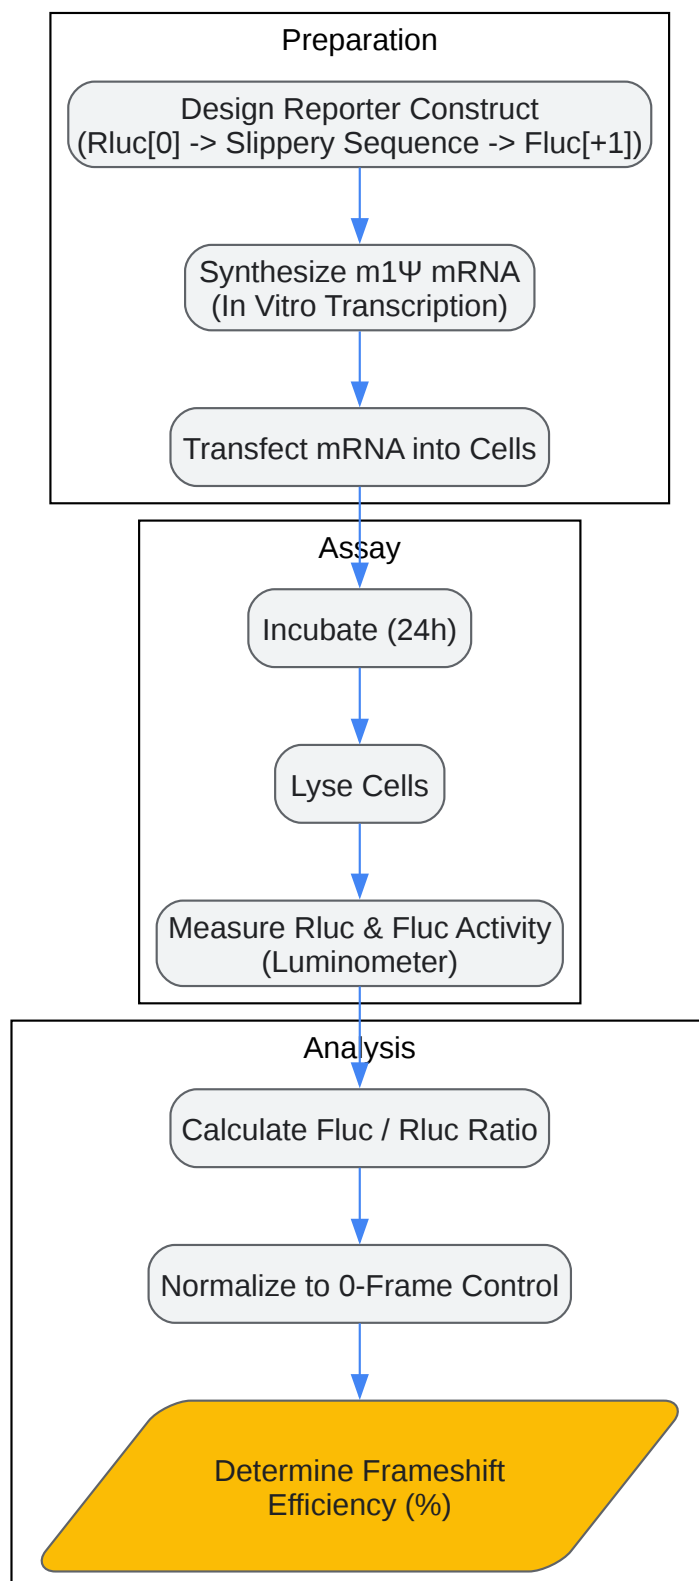 Preparation
Design Reporter Construct
(Rluc[0] -> Slippery Sequence -> Fluc[+1])
Synthesize m1Ψ mRNA
(In Vitro Transcription)
Transfect mRNA into Cells
Assay
Incubate (24h)
Lyse Cells
Measure Rluc & Fluc Activity
(Luminometer)
Analysis
Calculate Fluc / Rluc Ratio
Normalize to 0-Frame Control
Determine Frameshift
Efficiency (%)